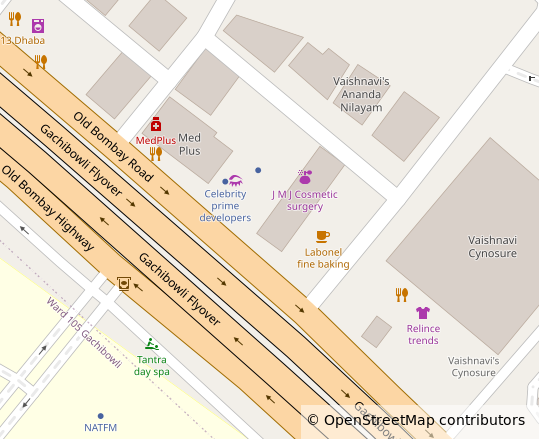 13.Dhaba
Vaishnavi's
Ananda
Nilayam
Old Bombay Road
MedPlus
Med
Plus
Gachibowli Flyover
Old Bombay Highway
Celebrity
prime
developers
J M J Cosmetic
surgery
Labonel
fine baking
Vaishnavi
Cynosure
Gachibowli Flyover
Ward 105 Gachibowli
Relince
trends
Tantra
day spa
Vaishnavi's
Cynosure
NATFM
© OpenStreetMap contributors